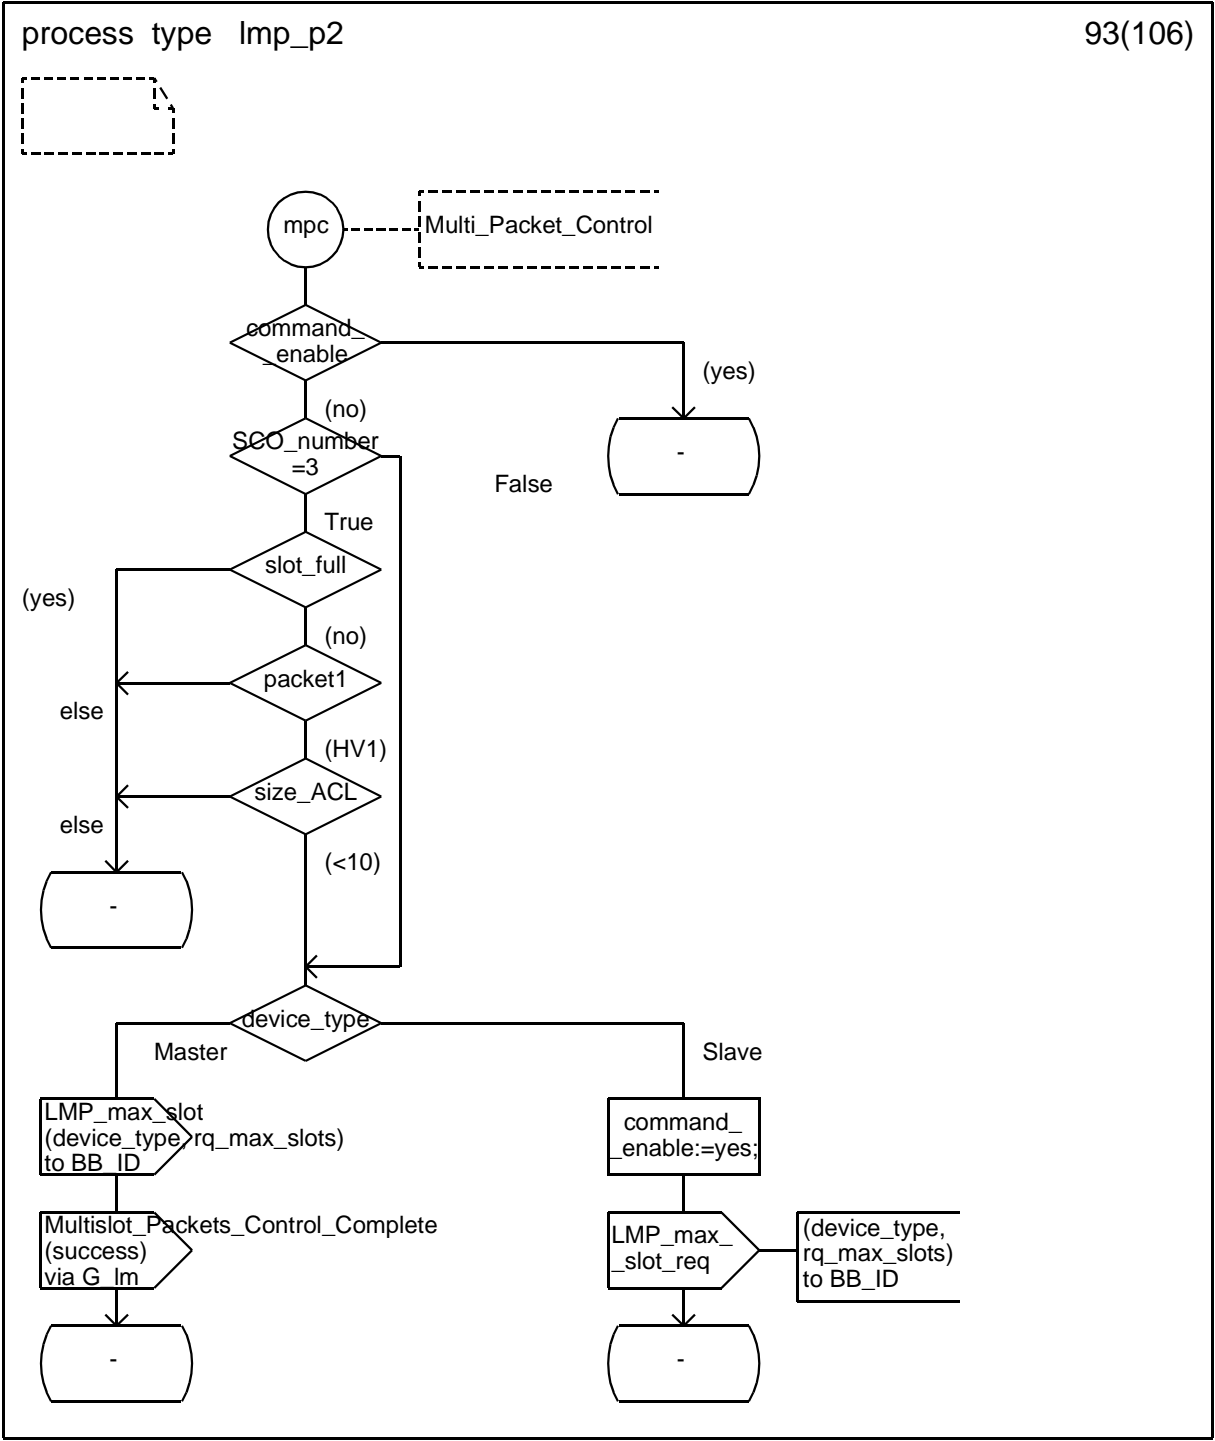 process type lmp_p2
93(106)
mpc
Multi_Packet_Control
command_
_enable
(yes)
(no)
SCO_number
=3
-
False
True
slot_full
(yes)
(no)
packet1
else
(HV1)
size_ACL
else
(<10)
-
device_type
Master
Slave
LMP_max_slot
(device_type, rq_max_slots)
to BB_ID
command_
_enable:=yes;
Multislot_Packets_Control_Complete
(success)
via G_lm
LMP_max_
_slot_req
(device_type,
rq_max_slots)
to BB_ID
-
-